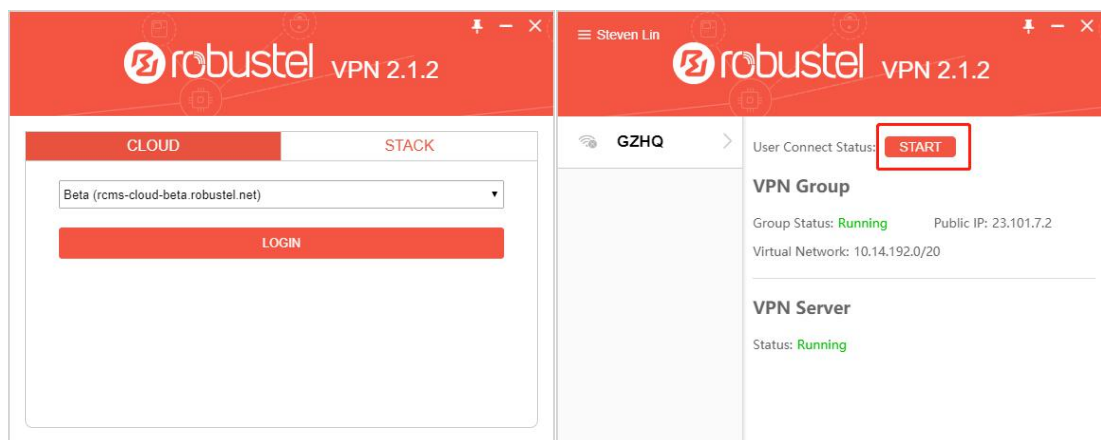 robustel VPN 2.1.2
CLOUD STACK
Beta (rcms-cloud-beta.robustel.net)
LOGIN
Steven Lin
robustel VPN 2.1.2
GZHQ
User Connect Status: START
VPN Group
Group Status: Running Public IP: 23.101.7.2
Virtual Network: 10.14.192.0/20
VPN Server
Status: Running